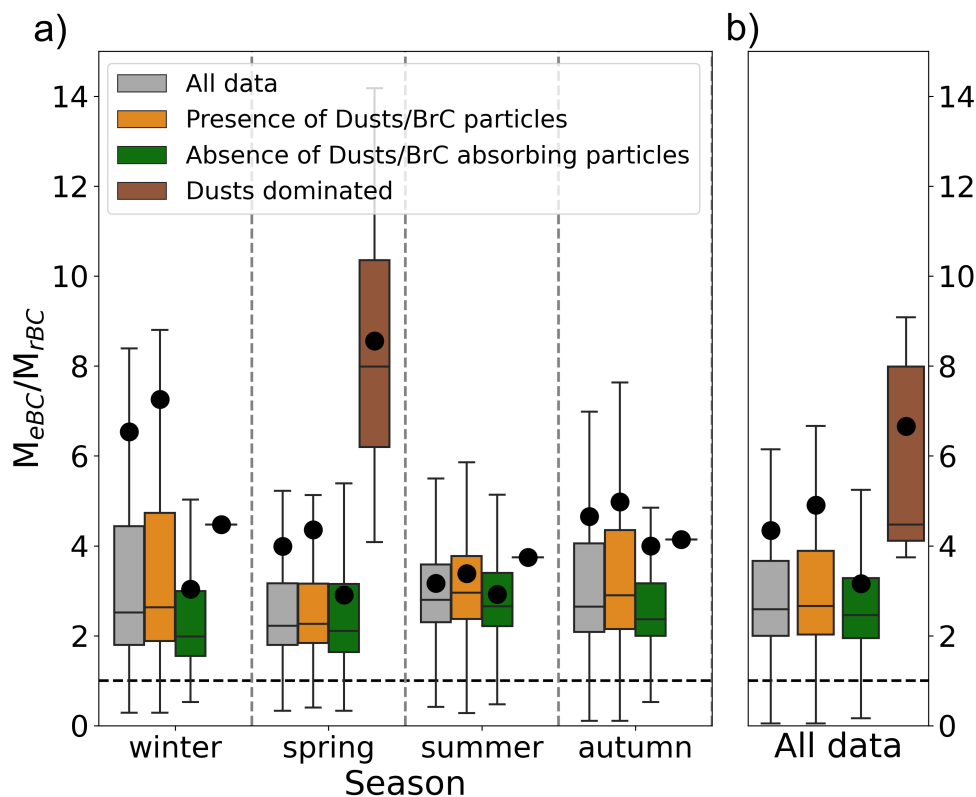 a)
b)
All data
Presence of Dusts/BrC particles
Absence of Dusts/BrC absorbing particles
Dusts dominated
14
12
10
8
6
4
2
0
M_eBC/M_rBC
winter spring summer autumn
Season
14
12
10
8
6
4
2
0
All data